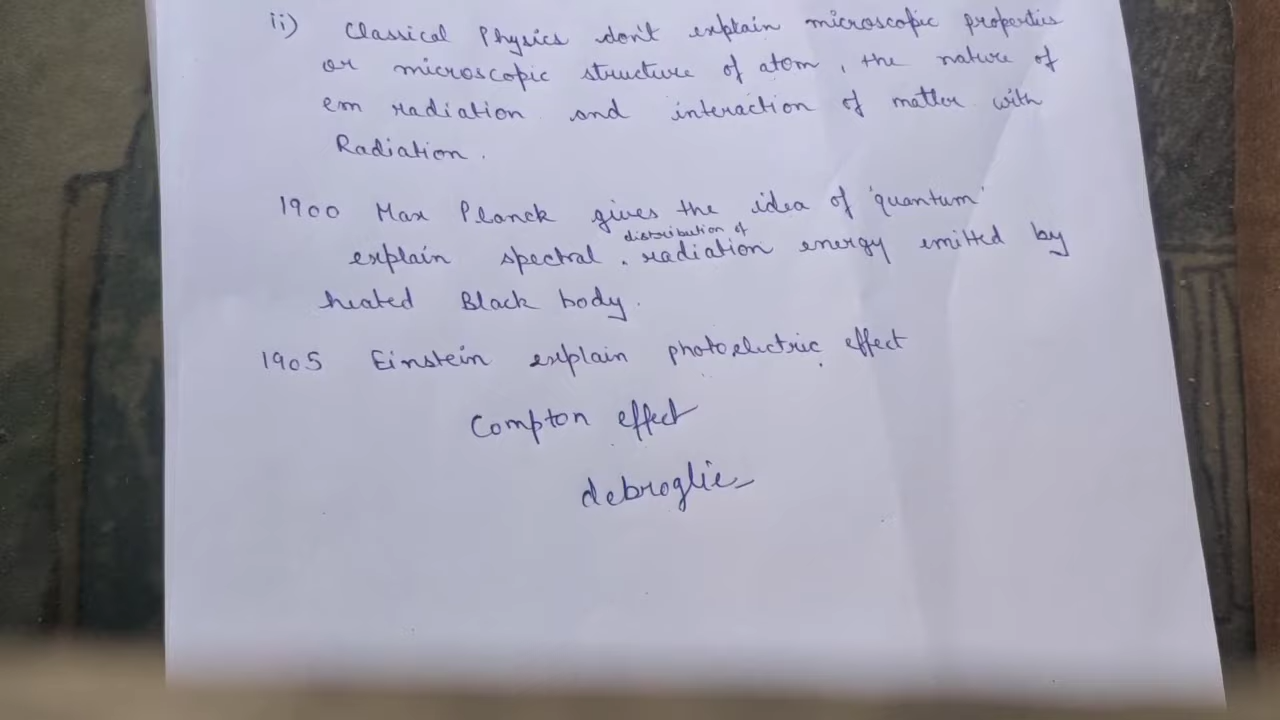 ii) Classical Physics don't explain microscopic properties
or microscopic structure of atom, the nature of
em radiation and interaction of matter with
Radiation.
1900 Max Planck gives the idea of 'quantum'
explain spectral distribution of radiation energy emitted by
heated Black body.
1905 Einstein explain photoelectric effect
Compton effect
debroglie